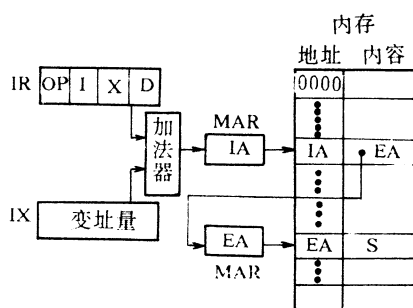 内存
地址 内容
IR OP I X D
0000
加法器
MAR
IA
IA EA
IX 变址量
EA
EA S
MAR